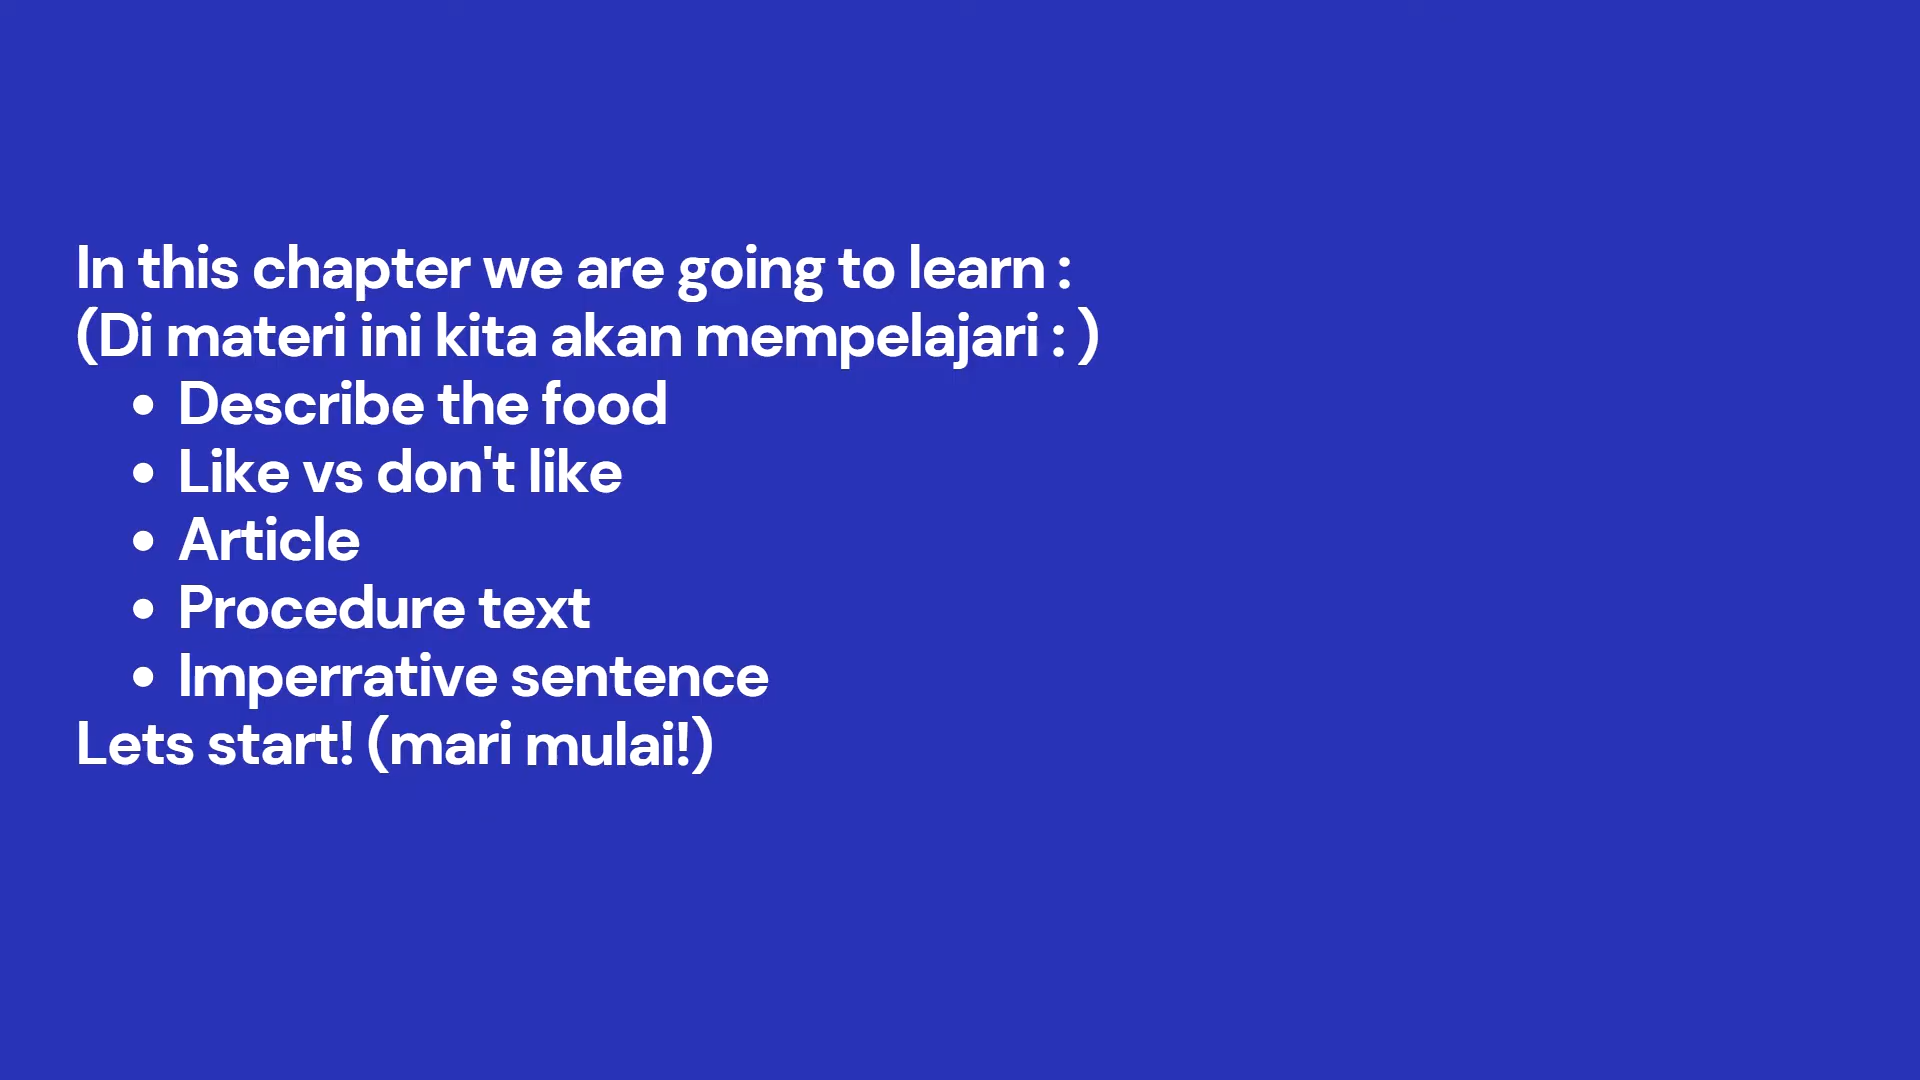 In this chapter we are going to learn :
(Di materi ini kita akan mempelajari : )
• Describe the food
• Like vs don't like
• Article
• Procedure text
• Imperrative sentence
Lets start! (mari mulai!)